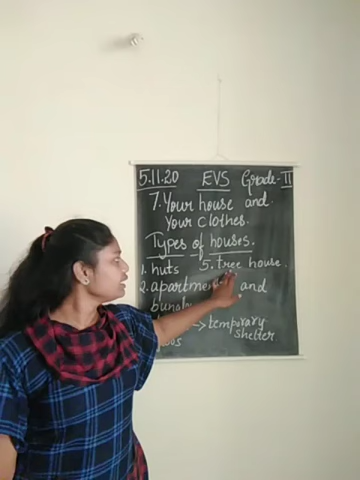 5.11.20 EVS Grade-II
7. Your house and
your clothes.
Types of houses.
1. huts 5. tree house.
2. apartment and
→ temporary
shelter